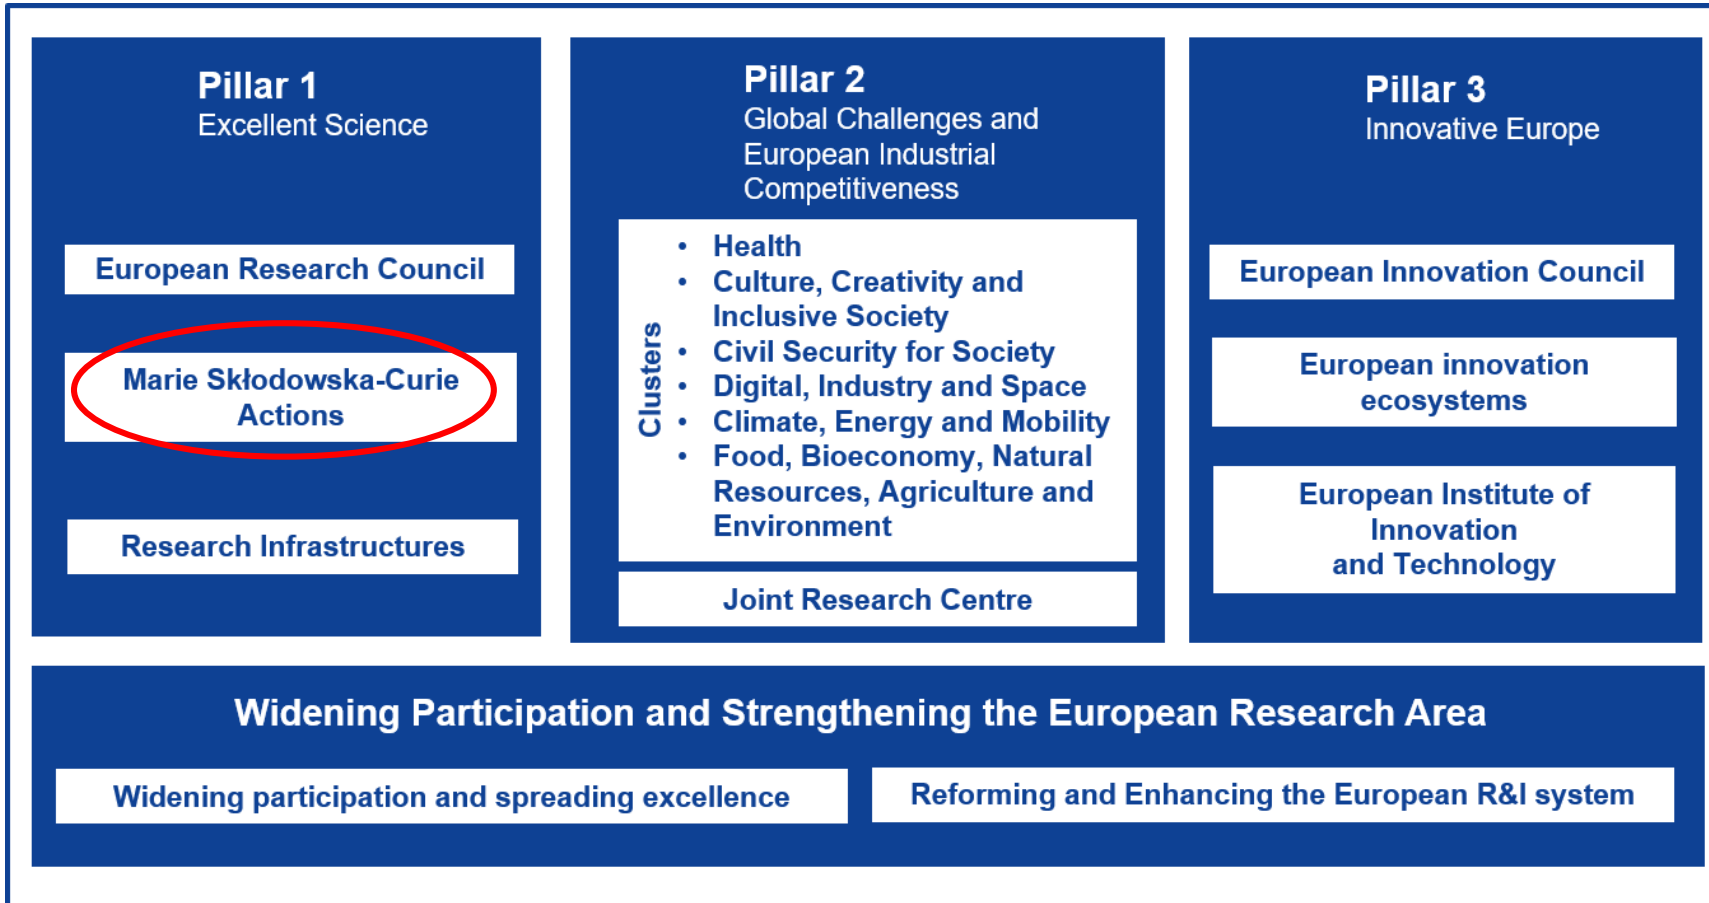 Pillar 1
Excellent Science
European Research Council
Marie Skłodowska-Curie
Actions
Research Infrastructures
Pillar 2
Global Challenges and
European Industrial
Competitiveness
Clusters
• Health
• Culture, Creativity and
Inclusive Society
• Civil Security for Society
• Digital, Industry and Space
• Climate, Energy and Mobility
• Food, Bioeconomy, Natural
Resources, Agriculture and
Environment
Joint Research Centre
Pillar 3
Innovative Europe
European Innovation Council
European innovation
ecosystems
European Institute of
Innovation
and Technology
Widening Participation and Strengthening the European Research Area
Widening participation and spreading excellence
Reforming and Enhancing the European R&I system